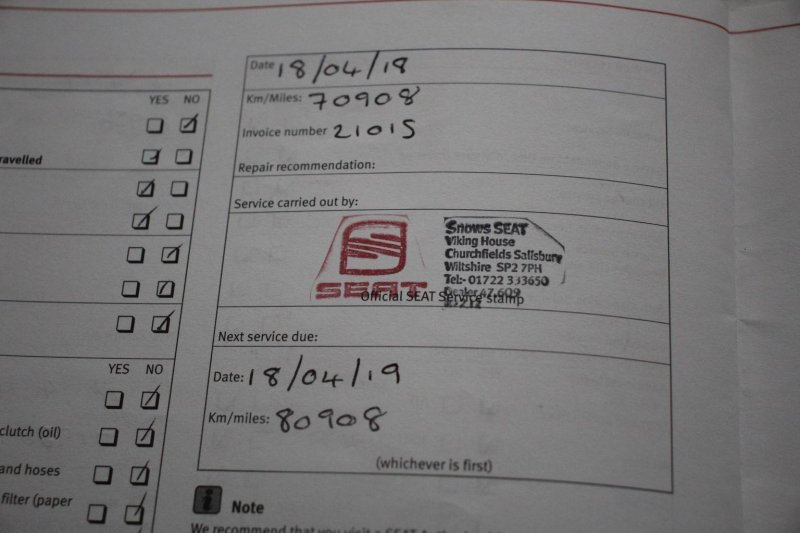 YES NO
ravelled
YES NO
clutch (oil)
and hoses
filter (paper
Date 18/04/18
Km/Miles: 70908
Invoice number 21015
Repair recommendation:
Service carried out by:
SEAT
Snows SEAT
Viking House
Churchfields Salisbury
Wiltshire SP2 7PH
Tel:- 01722 333650
Official SEAT Service stamp
Next service due:
Date: 18/04/19
Km/miles: 80908
(whichever is first)
i Note
We recommend that you visit a SEAT